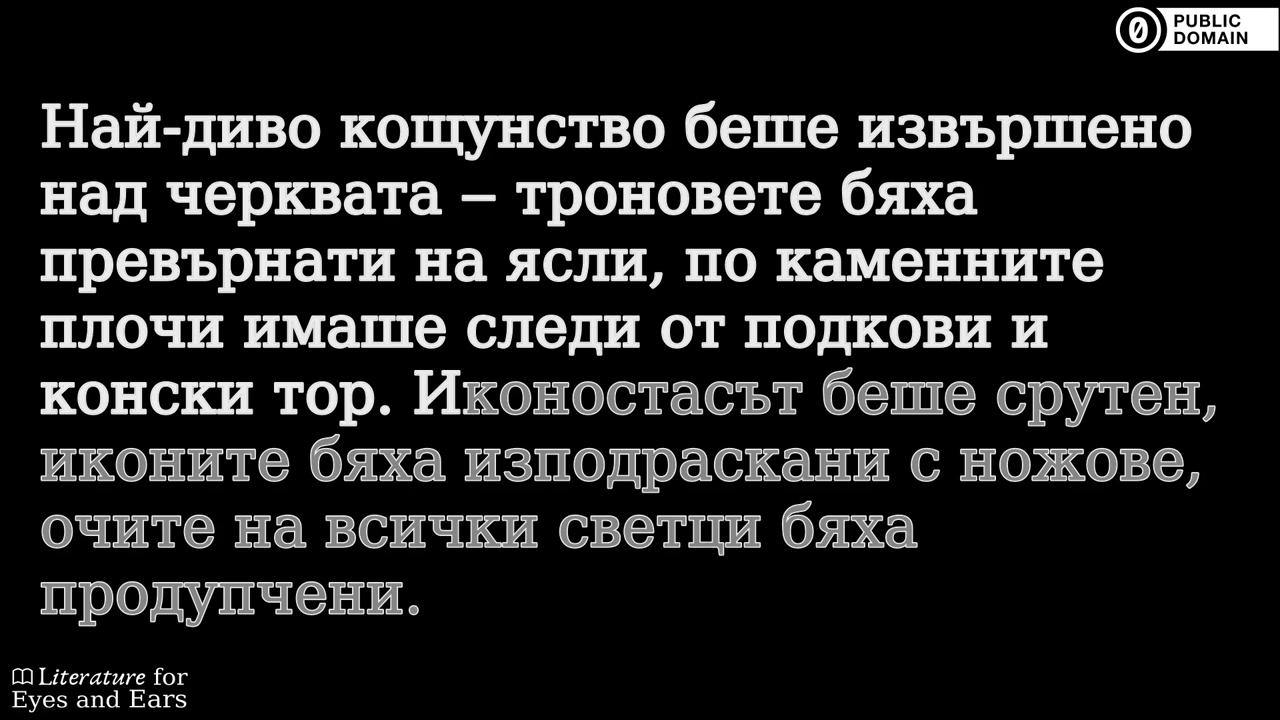 PUBLIC
DOMAIN
Най-диво кощунство беше извършено
над черквата – троновете бяха
превърнати на ясли, по каменните
плочи имаше следи от подкови и
конски тор. Иконостасът беше срутен,
иконите бяха изподраскани с ножове,
очите на всички светци бяха
продупчени.
Literature for
Eyes and Ears